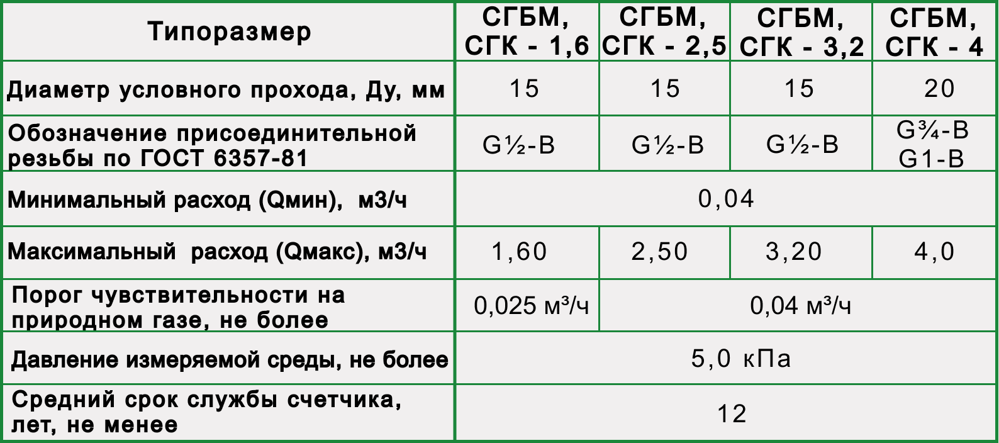 Типоразмер
СГБМ,
СГК - 1,6
СГБМ,
СГК - 2,5
СГБМ,
СГК - 3,2
СГБМ,
СГК - 4
Диаметр условного прохода, Ду, мм
15
15
15
20
Обозначение присоединительной
резьбы по ГОСТ 6357-81
G½-B
G½-B
G½-B
G¾-B
G1-B
Минимальный расход (Qмин), м3/ч
0,04
Максимальный расход (Qмакс), м3/ч
1,60
2,50
3,20
4,0
Порог чувствительности на
природном газе, не более
0,025 м³/ч
0,04 м³/ч
Давление измеряемой среды, не более
5,0 кПа
Средний срок службы счетчика,
лет, не менее
12